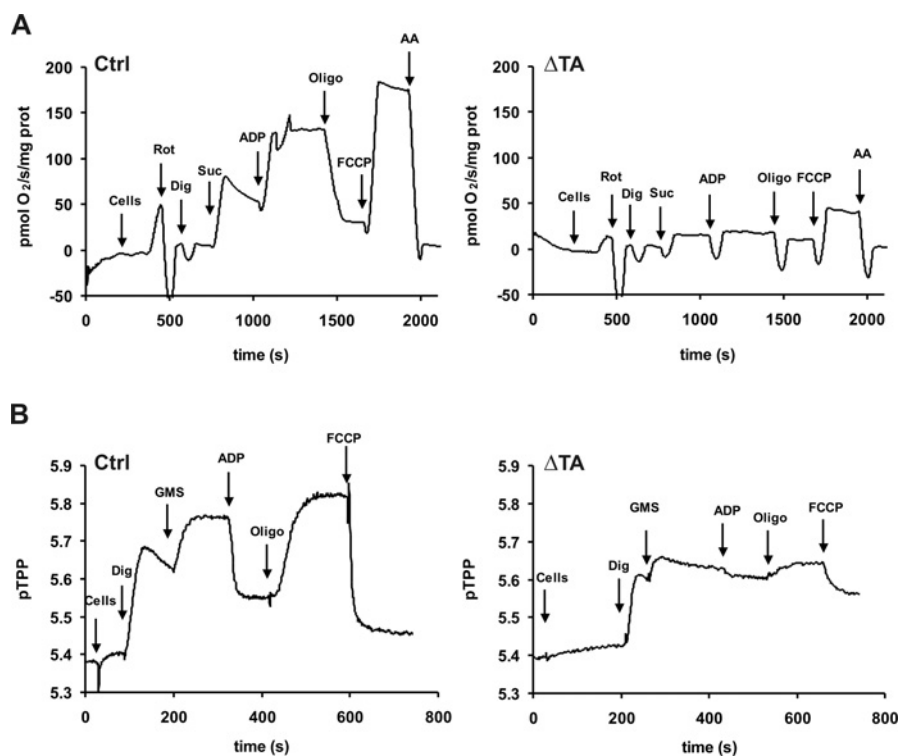 A
Ctrl
pmol O2/s/mg prot
200
150
100
50
0
-50
Cells
Rot
Dig
Suc
ADP
Oligo
FCCP
AA
0
500
1000
1500
2000
time (s)
ΔTA
pmol O2/s/mg prot
200
150
100
50
0
-50
Cells
Rot
Dig
Suc
ADP
Oligo
FCCP
AA
0
500
1000
1500
2000
time (s)
B
Ctrl
pTPP
5.9
5.8
5.7
5.6
5.5
5.4
5.3
Cells
Dig
GMS
ADP
Oligo
FCCP
0
200
400
600
800
time (s)
ΔTA
pTPP
5.9
5.8
5.7
5.6
5.5
5.4
5.3
Cells
Dig
GMS
ADP
Oligo
FCCP
0
200
400
600
800
time (s)